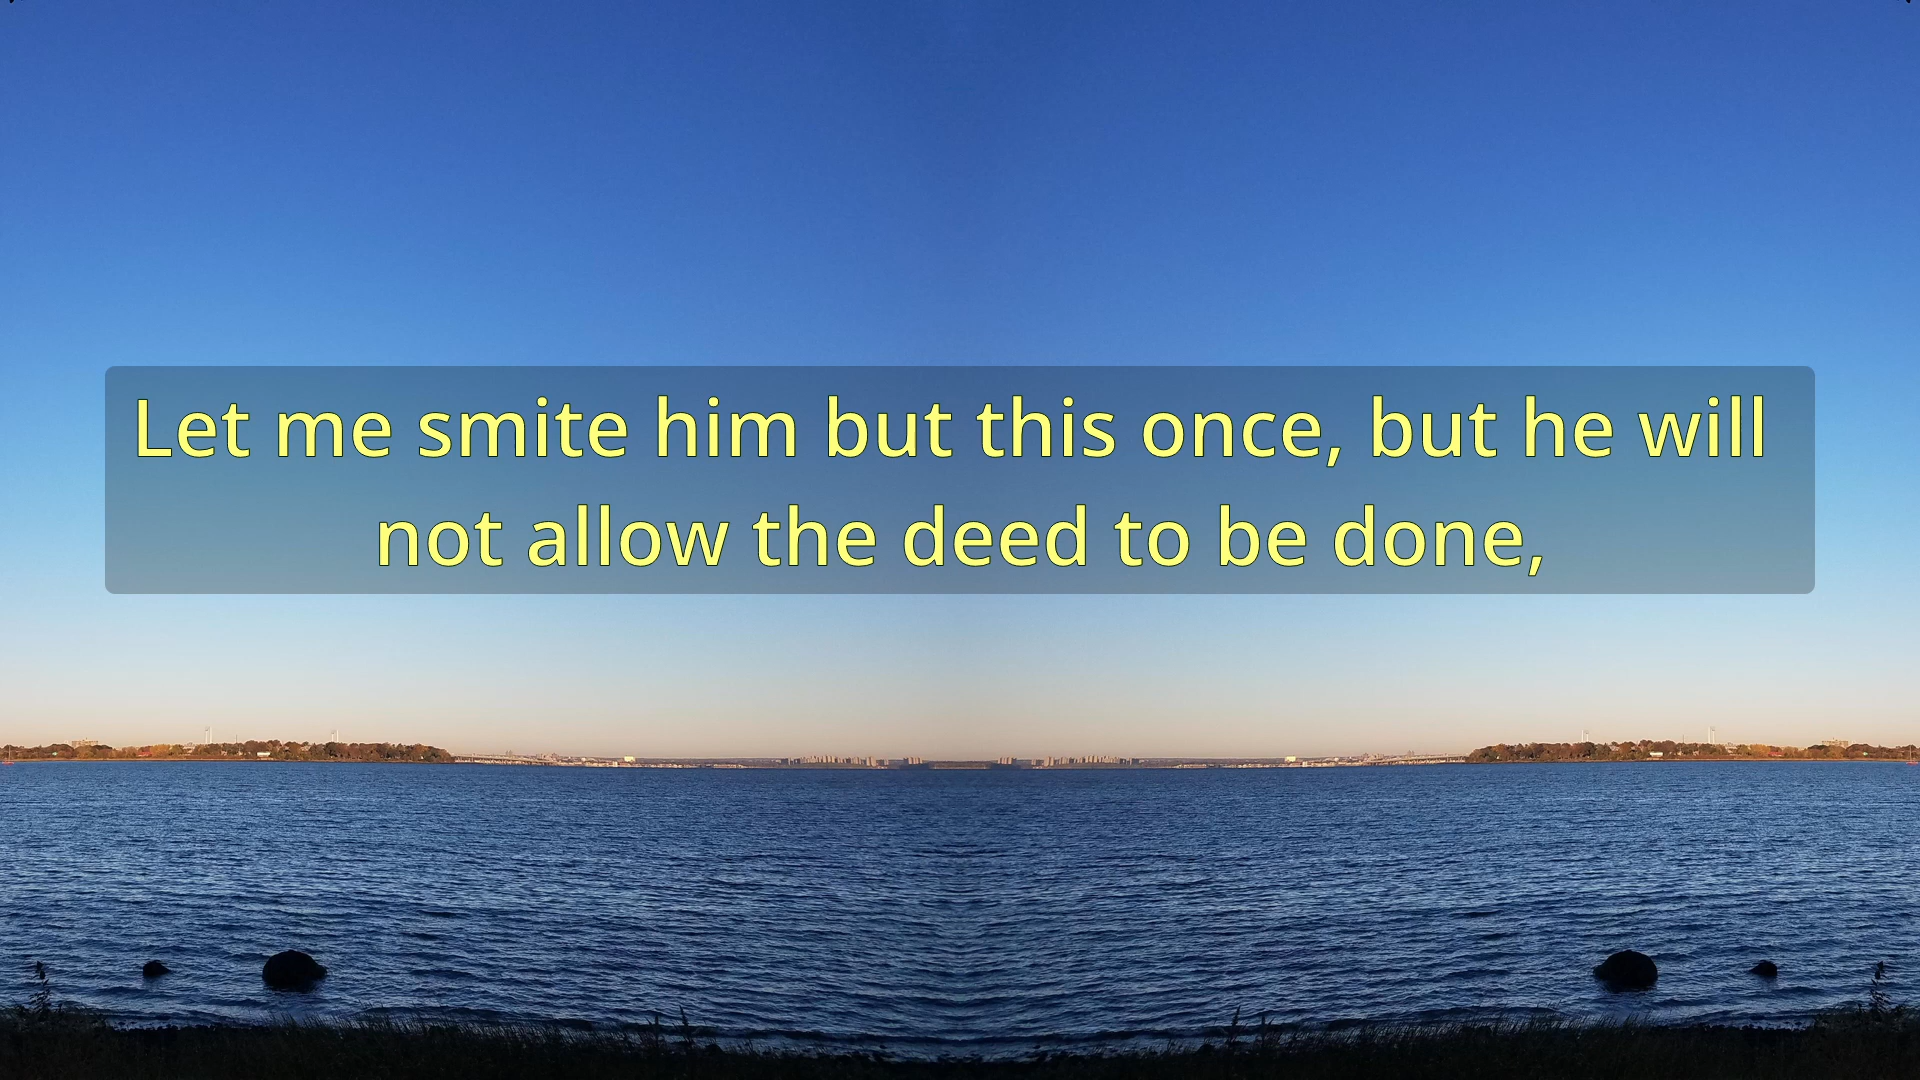 Let me smite him but this once, but he will
not allow the deed to be done,